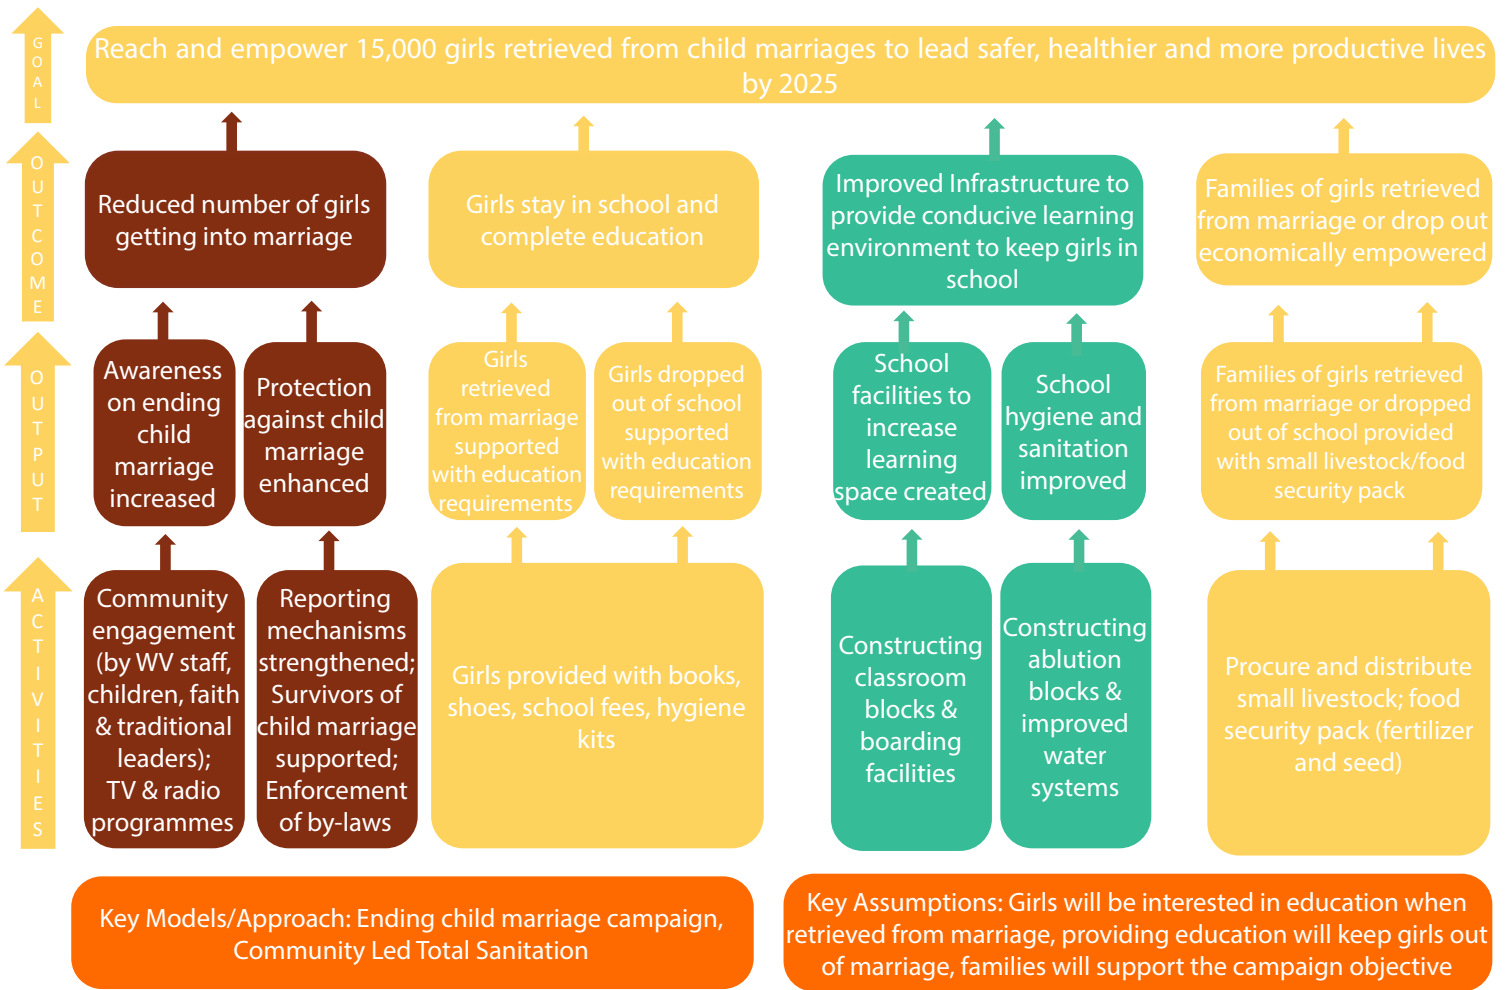 GOAL
Reach and empower 15,000 girls retrieved from child marriages to lead safer, healthier and more productive lives
by 2025
OUTCOME
Reduced number of girls
getting into marriage
Girls stay in school and
complete education
Improved Infrastructure to
provide conducive learning
environment to keep girls in
school
Families of girls retrieved
from marriage or drop out
economically empowered
OUTPUT
Awareness
on ending
child
marriage
increased
Protection
against child
marriage
enhanced
Girls
retrieved
from marriage
supported
with education
requirements
Girls dropped
out of school
supported
with education
requirements
School
facilities to
increase
learning
space created
School
hygiene and
sanitation
improved
Families of girls retrieved
from marriage or dropped
out of school provided
with small livestock/food
security pack
ACTIVITIES
Community
engagement
(by WV staff,
children, faith
& traditional
leaders);
TV & radio
programmes
Reporting
mechanisms
strengthened;
Survivors of
child marriage
supported;
Enforcement
of by-laws
Girls provided with books,
shoes, school fees, hygiene
kits
Constructing
classroom
blocks &
boarding
facilities
Constructing
ablution
blocks &
improved
water
systems
Procure and distribute
small livestock; food
security pack (fertilizer
and seed)
Key Models/Approach: Ending child marriage campaign,
Community Led Total Sanitation
Key Assumptions: Girls will be interested in education when
retrieved from marriage, providing education will keep girls out
of marriage, families will support the campaign objective